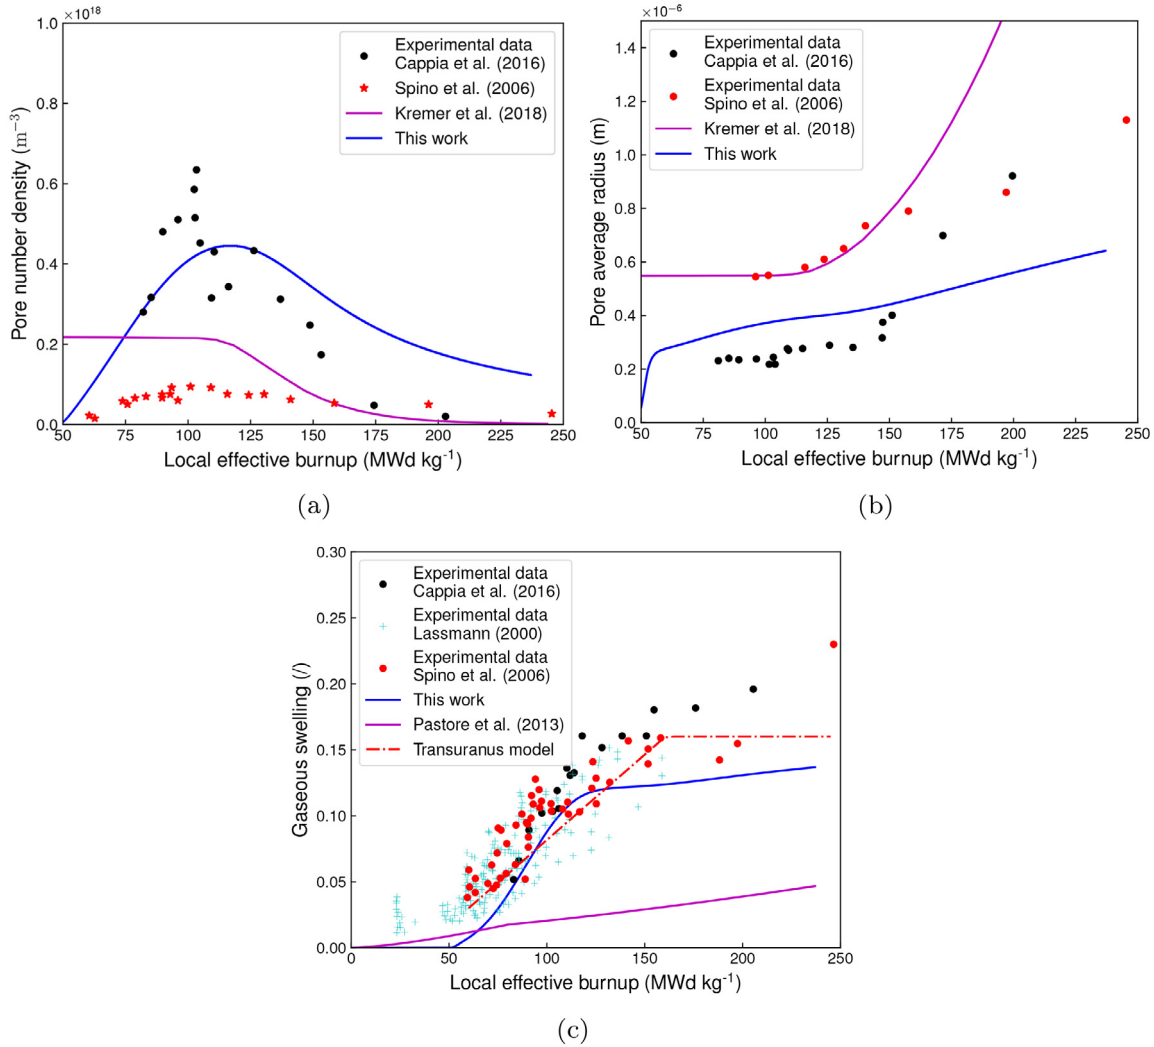 ×10¹⁸
1.0
0.8
0.6
0.4
0.2
0.0
Pore number density (m⁻³)
Experimental data
Cappia et al. (2016)
Spino et al. (2006)
Kremer et al. (2018)
This work
50 75 100 125 150 175 200 225 250
Local effective burnup (MWd kg⁻¹)
(a)
×10⁻⁶
1.4
1.2
1.0
0.8
0.6
0.4
0.2
0.0
Pore average radius (m)
Experimental data
Cappia et al. (2016)
Experimental data
Spino et al. (2006)
Kremer et al. (2018)
This work
50 75 100 125 150 175 200 225 250
Local effective burnup (MWd kg⁻¹)
(b)
0.30
0.25
0.20
0.15
0.10
0.05
0.00
Gaseous swelling (/)
Experimental data
Cappia et al. (2016)
Experimental data
Lassmann (2000)
Experimental data
Spino et al. (2006)
This work
Pastore et al. (2013)
Transuranus model
0 50 100 150 200 250
Local effective burnup (MWd kg⁻¹)
(c)